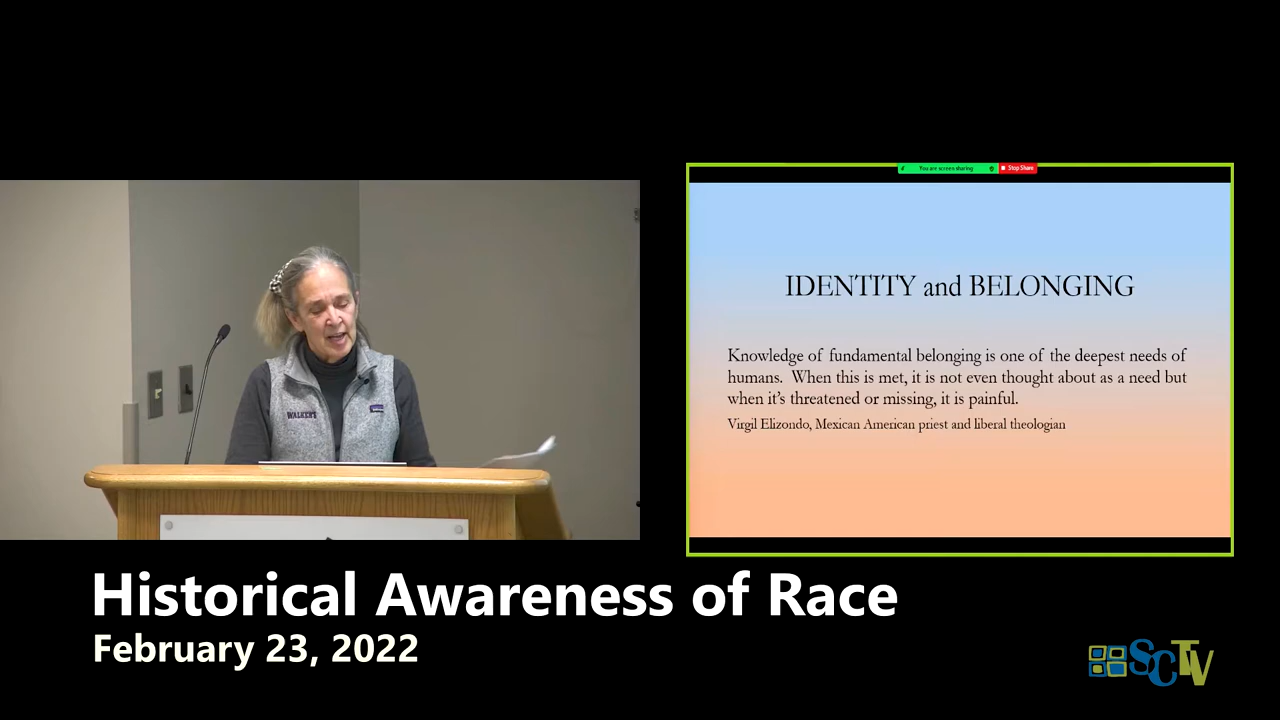 You are screen sharing
Stop Share
IDENTITY and BELONGING
Knowledge of fundamental belonging is one of the deepest needs of
humans. When this is met, it is not even thought about as a need but
when it's threatened or missing, it is painful.
Virgil Elizondo, Mexican American priest and liberal theologian
WALKER'S
Historical Awareness of Race
February 23, 2022
SCTV